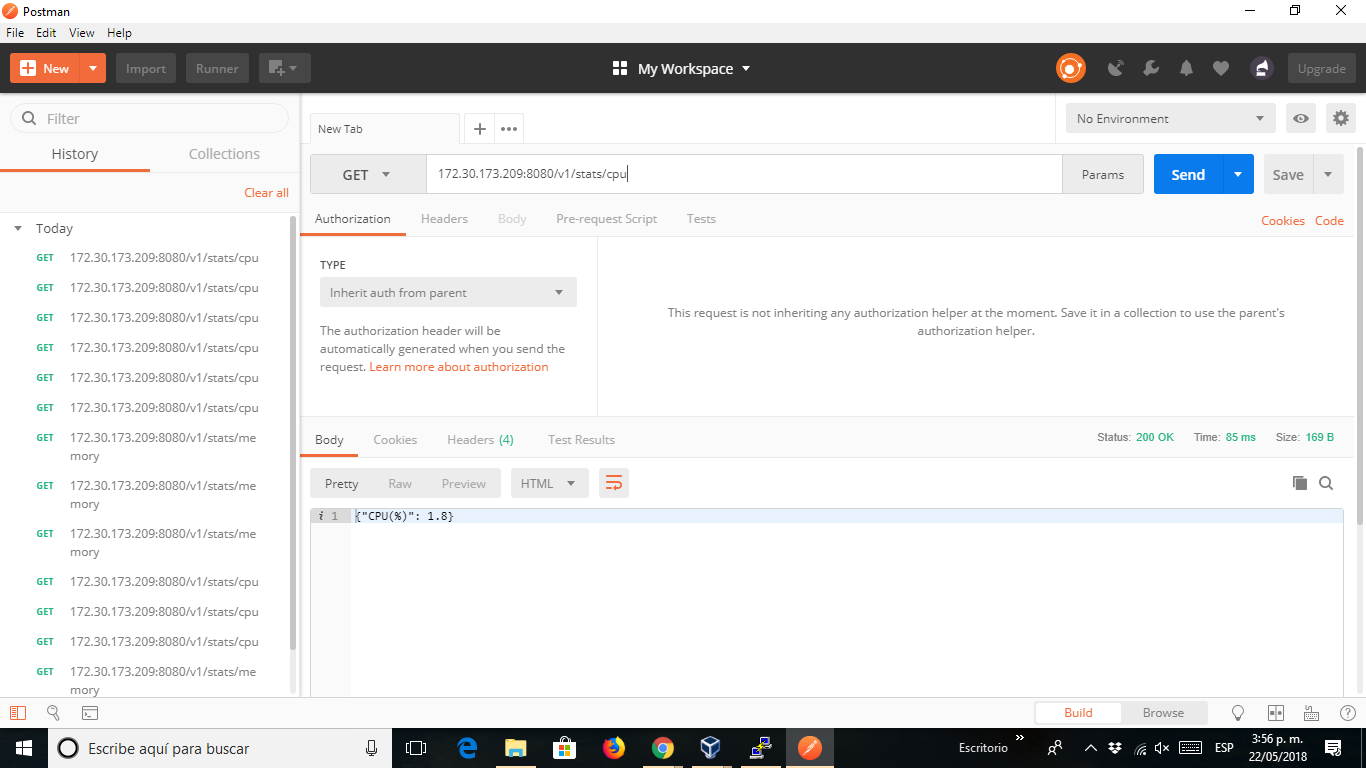 Postman
File Edit View Help
New Import Runner My Workspace Upgrade
Filter
History Collections
Clear all
Today
GET 172.30.173.209:8080/v1/stats/cpu
GET 172.30.173.209:8080/v1/stats/cpu
GET 172.30.173.209:8080/v1/stats/cpu
GET 172.30.173.209:8080/v1/stats/cpu
GET 172.30.173.209:8080/v1/stats/cpu
GET 172.30.173.209:8080/v1/stats/cpu
GET 172.30.173.209:8080/v1/stats/me
mory
GET 172.30.173.209:8080/v1/stats/me
mory
GET 172.30.173.209:8080/v1/stats/me
mory
GET 172.30.173.209:8080/v1/stats/cpu
GET 172.30.173.209:8080/v1/stats/cpu
GET 172.30.173.209:8080/v1/stats/cpu
GET 172.30.173.209:8080/v1/stats/me
mory
New Tab + ••• No Environment
GET 172.30.173.209:8080/v1/stats/cpu Params Send Save
Authorization Headers Body Pre-request Script Tests Cookies Code
TYPE
Inherit auth from parent
The authorization header will be
automatically generated when you send the
request. Learn more about authorization
This request is not inheriting any authorization helper at the moment. Save it in a collection to use the parent's
authorization helper.
Body Cookies Headers (4) Test Results Status: 200 OK Time: 85 ms Size: 169 B
Pretty Raw Preview HTML
i 1 {"CPU(%)": 1.8}
Build Browse
Escribe aquí para buscar
Escritorio » ESP
3:56 p. m.
22/05/2018